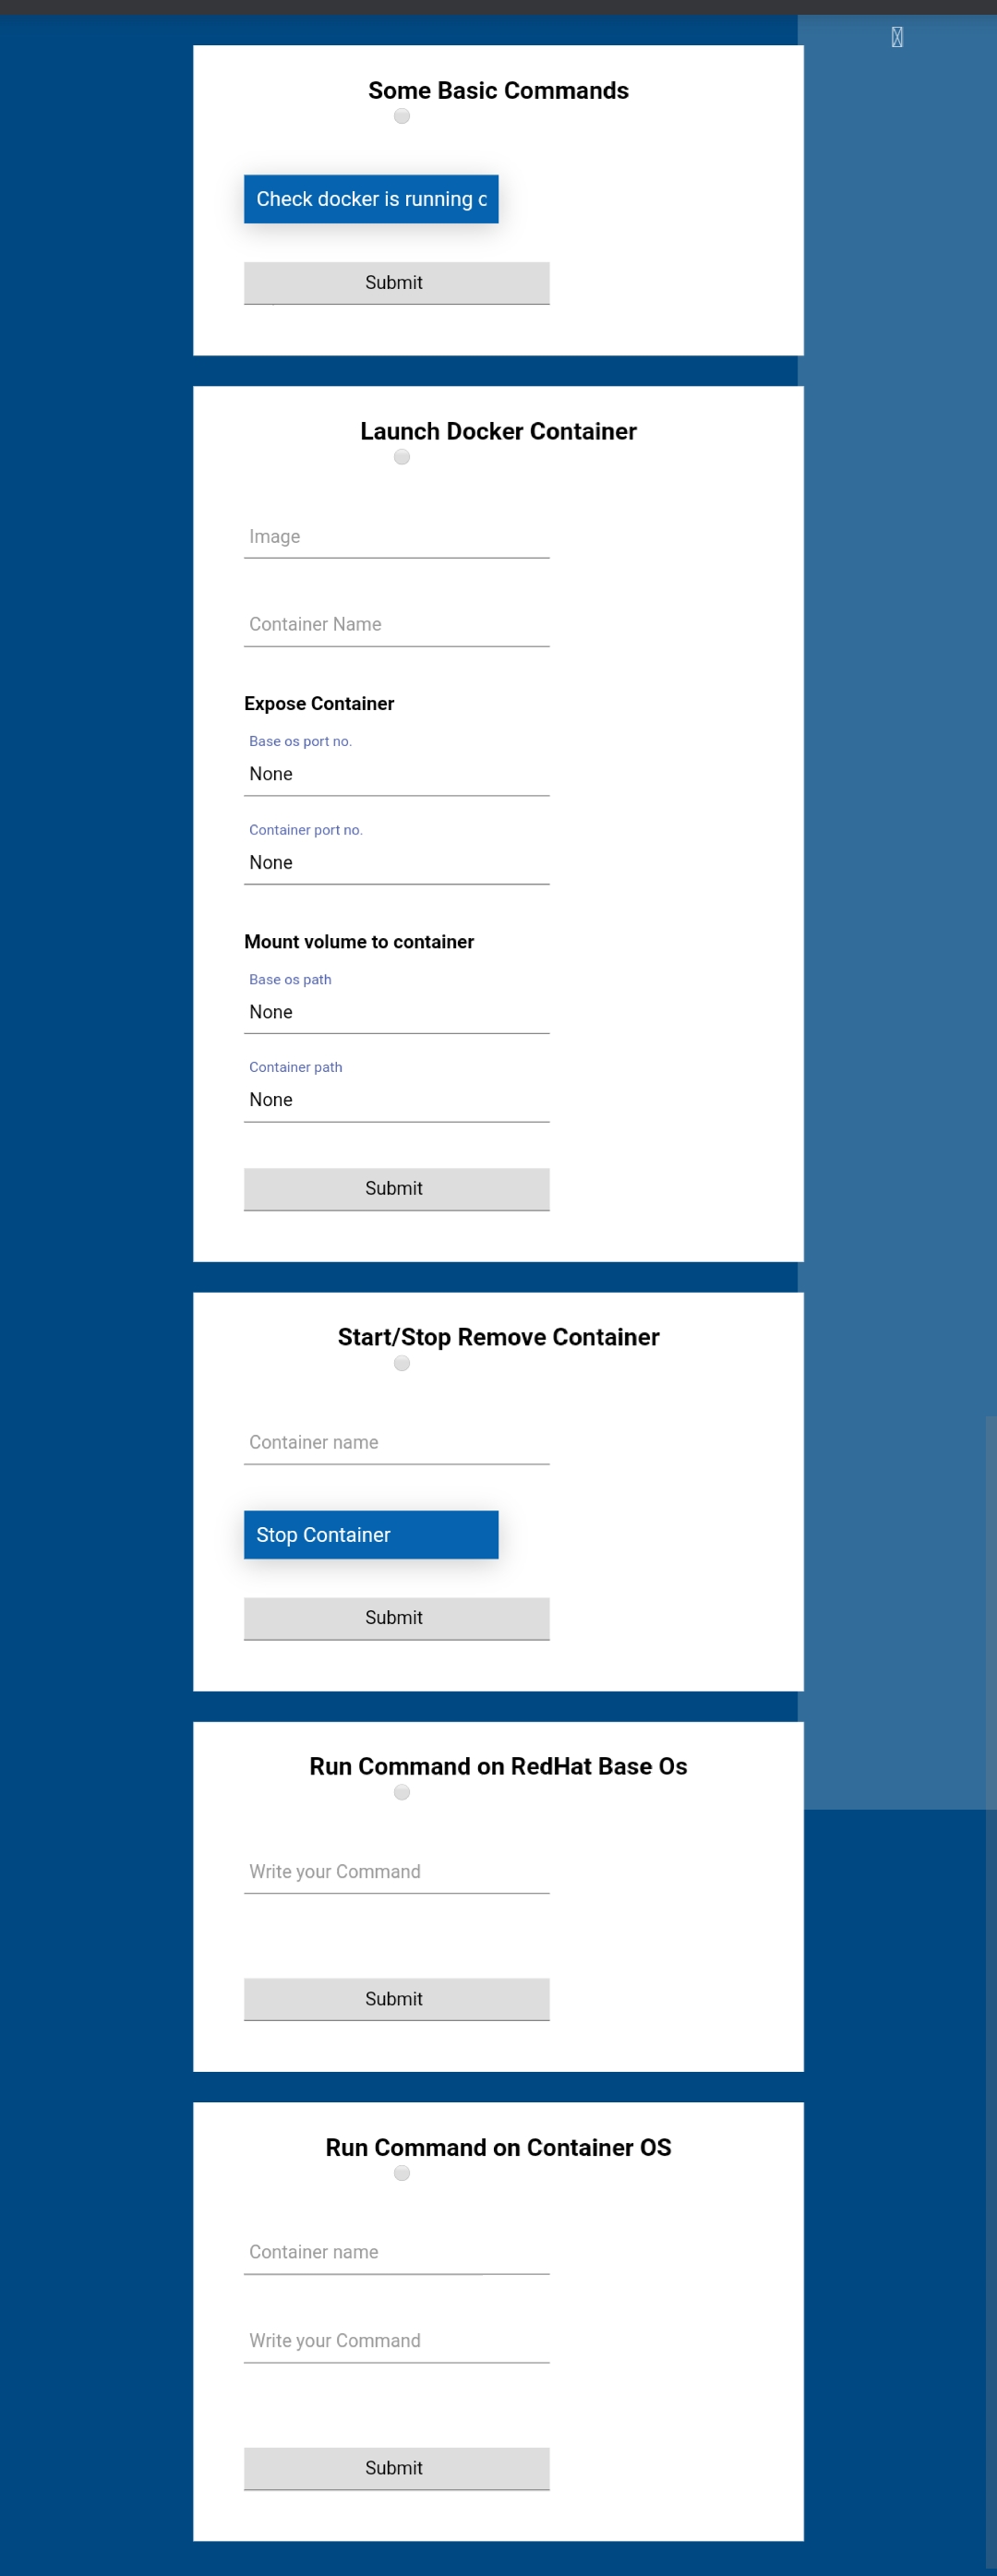 Some Basic Commands
Check docker is running
Submit
Launch Docker Container
Image
Container Name
Expose Container
Base os port no.
None
Container port no.
None
Mount volume to container
Base os path
None
Container path
None
Submit
Start/Stop Remove Container
Container name
Stop Container
Submit
Run Command on RedHat Base Os
Write your Command
Submit
Run Command on Container OS
Container name
Write your Command
Submit